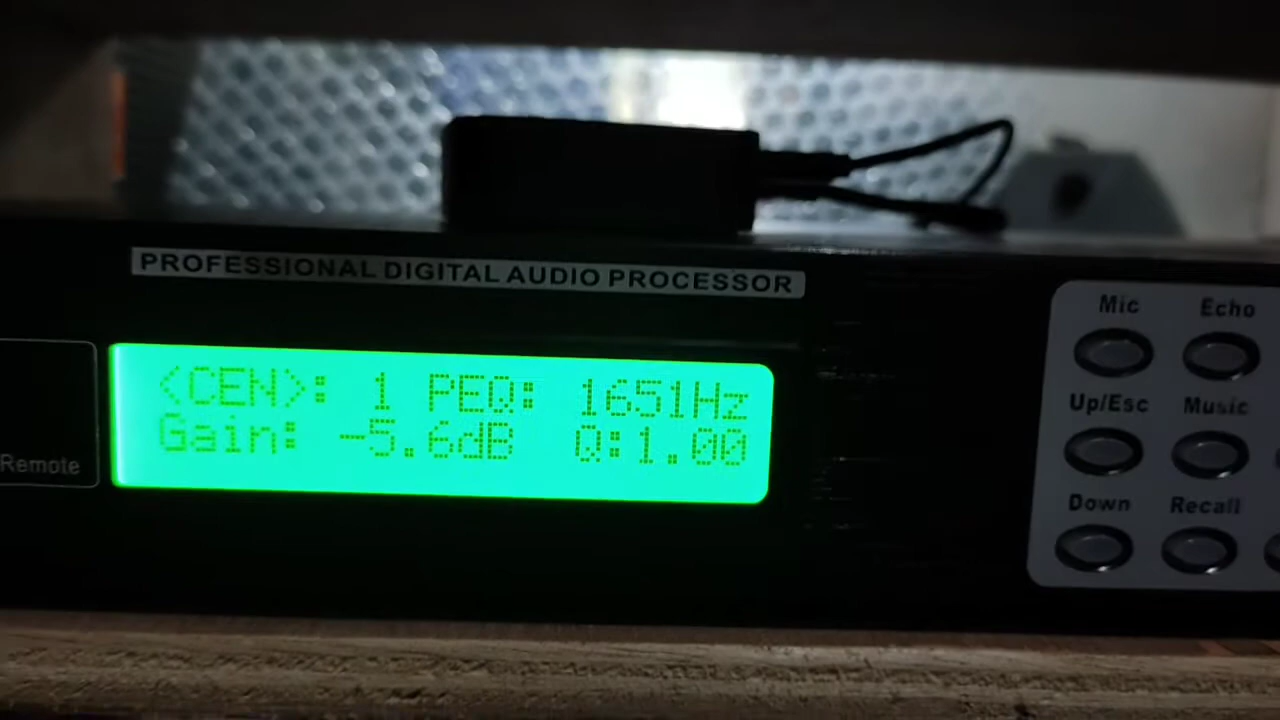 PROFESSIONAL DIGITAL AUDIO PROCESSOR
<CEN>: 1 PEQ: 1651Hz
Gain: -5.6dB Q:1.00
Remote
Mic Echo
Up/Esc Music
Down Recall